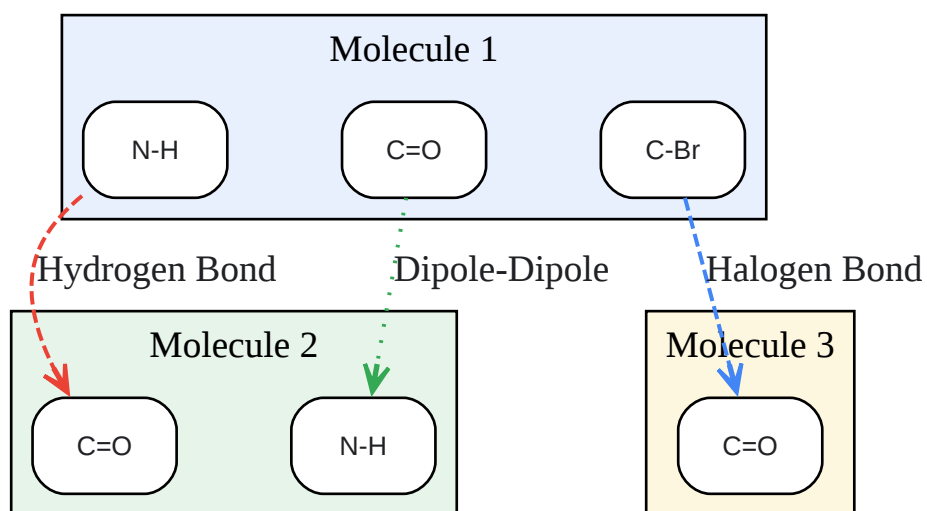 Molecule 1
N-H
C=O
C-Br
Hydrogen Bond
Dipole-Dipole
Halogen Bond
Molecule 2
Molecule 3
C=O
N-H
C=O